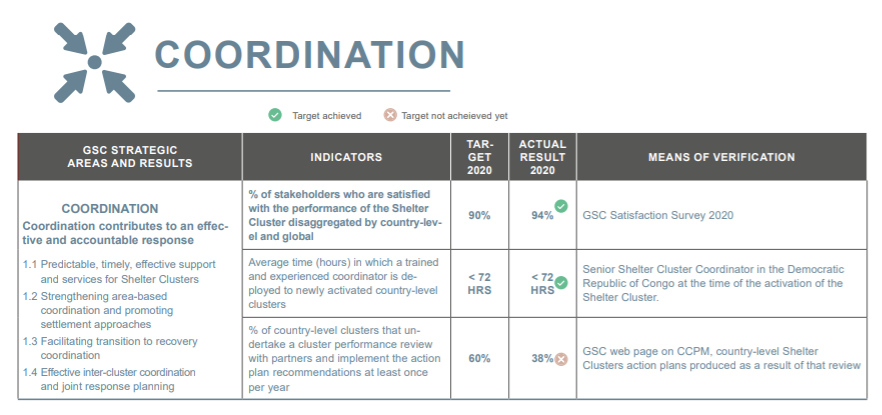 COORDINATION
Target achieved
Target not acheieved yet
GSC STRATEGIC
AREAS AND RESULTS
INDICATORS
TAR-
GET
2020
ACTUAL
RESULT
2020
MEANS OF VERIFICATION
COORDINATION
Coordination contributes to an effec-
tive and accountable response
1.1 Predictable, timely, effective support
and services for Shelter Clusters
1.2 Strengthening area-based
coordination and promoting
settlement approaches
1.3 Facilitating transition to recovery
coordination
1.4 Effective inter-cluster coordination
and joint response planning
% of stakeholders who are satisfied
with the performance of the Shelter
Cluster disaggregated by country-lev-
el and global
90%
94%
GSC Satisfaction Survey 2020
Average time (hours) in which a trained
and experienced coordinator is de-
ployed to newly activated country-level
clusters
< 72
HRS
< 72
HRS
Senior Shelter Cluster Coordinator in the Democratic
Republic of Congo at the time of the activation of the
Shelter Cluster.
% of country-level clusters that un-
dertake a cluster performance review
with partners and implement the action
plan recommendations at least once
per year
60%
38%
GSC web page on CCPM, country-level Shelter
Clusters action plans produced as a result of that review